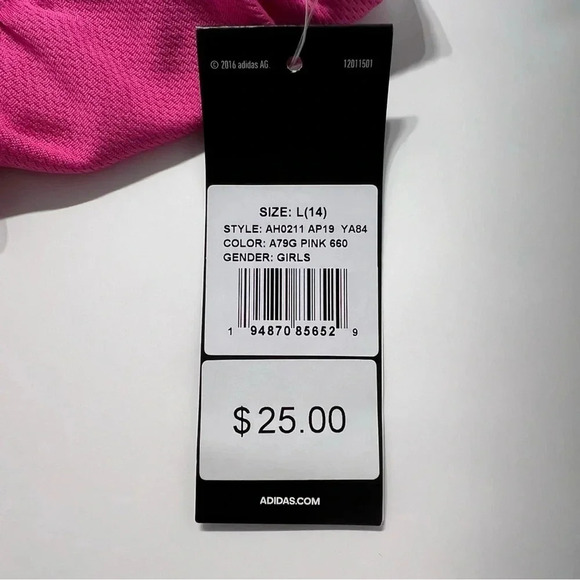 © 2016 adidas AG 12011501
SIZE: L(14)
STYLE: AH0211 AP19 YA84
COLOR: A79G PINK 660
GENDER: GIRLS
1 94870 85652 9
$25.00
ADIDAS.COM